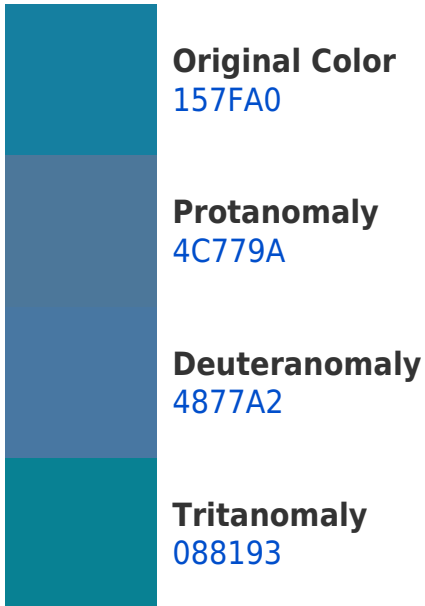 Original Color
157FA0
Protanomaly
4C779A
Deuteranomaly
4877A2
Tritanomaly
088193